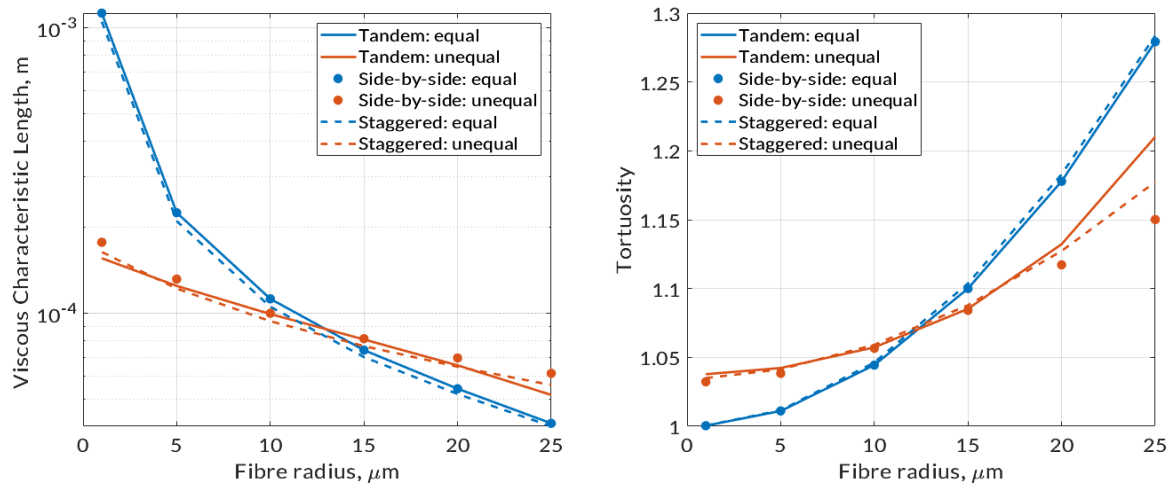 10⁻³
10⁻⁴
Viscous Characteristic Length, m
Tandem: equal
Tandem: unequal
Side-by-side: equal
Side-by-side: unequal
Staggered: equal
Staggered: unequal
0 5 10 15 20 25
Fibre radius, μm
1.3
1.25
1.2
1.15
1.1
1.05
1
Tortuosity
Tandem: equal
Tandem: unequal
Side-by-side: equal
Side-by-side: unequal
Staggered: equal
Staggered: unequal
0 5 10 15 20 25
Fibre radius, μm